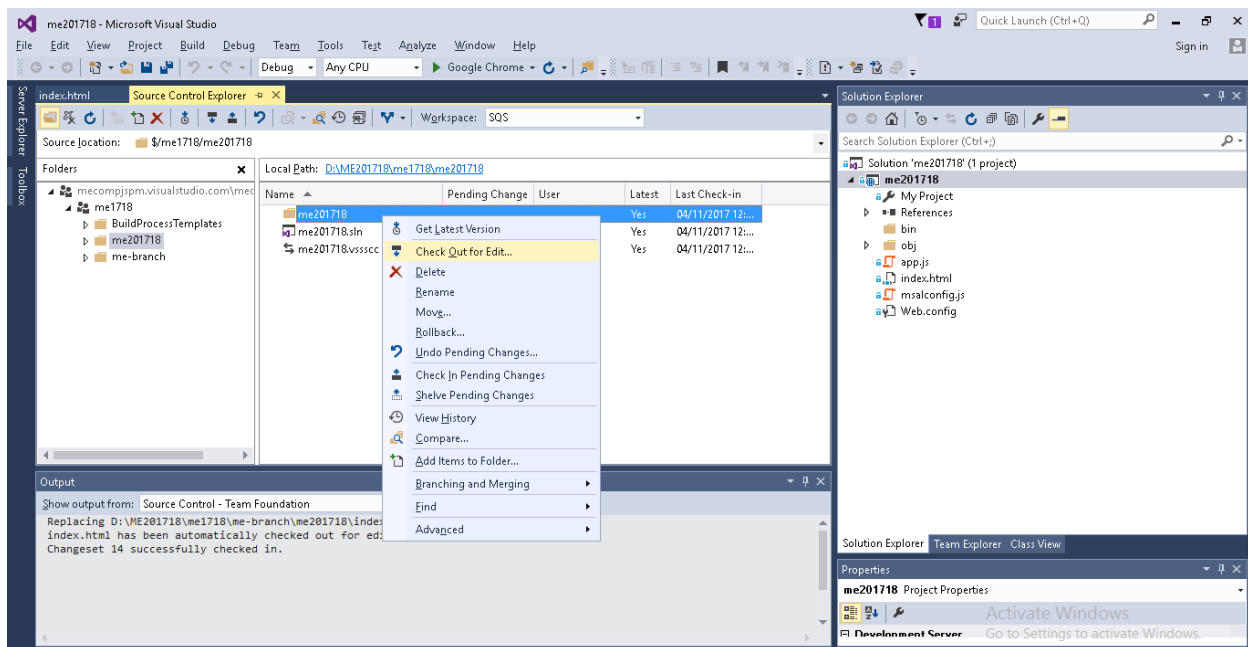 me201718 - Microsoft Visual Studio
1
Quick Launch (Ctrl+Q)
File Edit View Project Build Debug Team Tools Test Analyze Window Help
Sign in
Debug Any CPU Google Chrome
Server Explorer
Toolbox
index.html Source Control Explorer
Workspace: SQS
Source location: $/me1718/me201718
Folders
mecompjspm.visualstudio.com\mec
me1718
BuildProcessTemplates
me201718
me-branch
Local Path: D:\ME201718\me1718\me201718
Name Pending Change User Latest Last Check-in
me201718 Yes 04/11/2017 12:...
me201718.sln Yes 04/11/2017 12:...
me201718.vssscc Yes 04/11/2017 12:...
Get Latest Version
Check Out for Edit...
Delete
Rename
Move...
Rollback...
Undo Pending Changes...
Check In Pending Changes
Shelve Pending Changes
View History
Compare...
Add Items to Folder...
Branching and Merging
Find
Advanced
Output
Show output from: Source Control - Team Foundation
Replacing D:\ME201718\me1718\me-branch\me201718\index
index.html has been automatically checked out for edi
Changeset 14 successfully checked in.
Solution Explorer
Search Solution Explorer (Ctrl+;)
Solution 'me201718' (1 project)
me201718
My Project
References
bin
obj
app.js
index.html
msalconfig.js
Web.config
Solution Explorer Team Explorer Class View
Properties
me201718 Project Properties
Activate Windows
Development Server
Go to Settings to activate Windows.